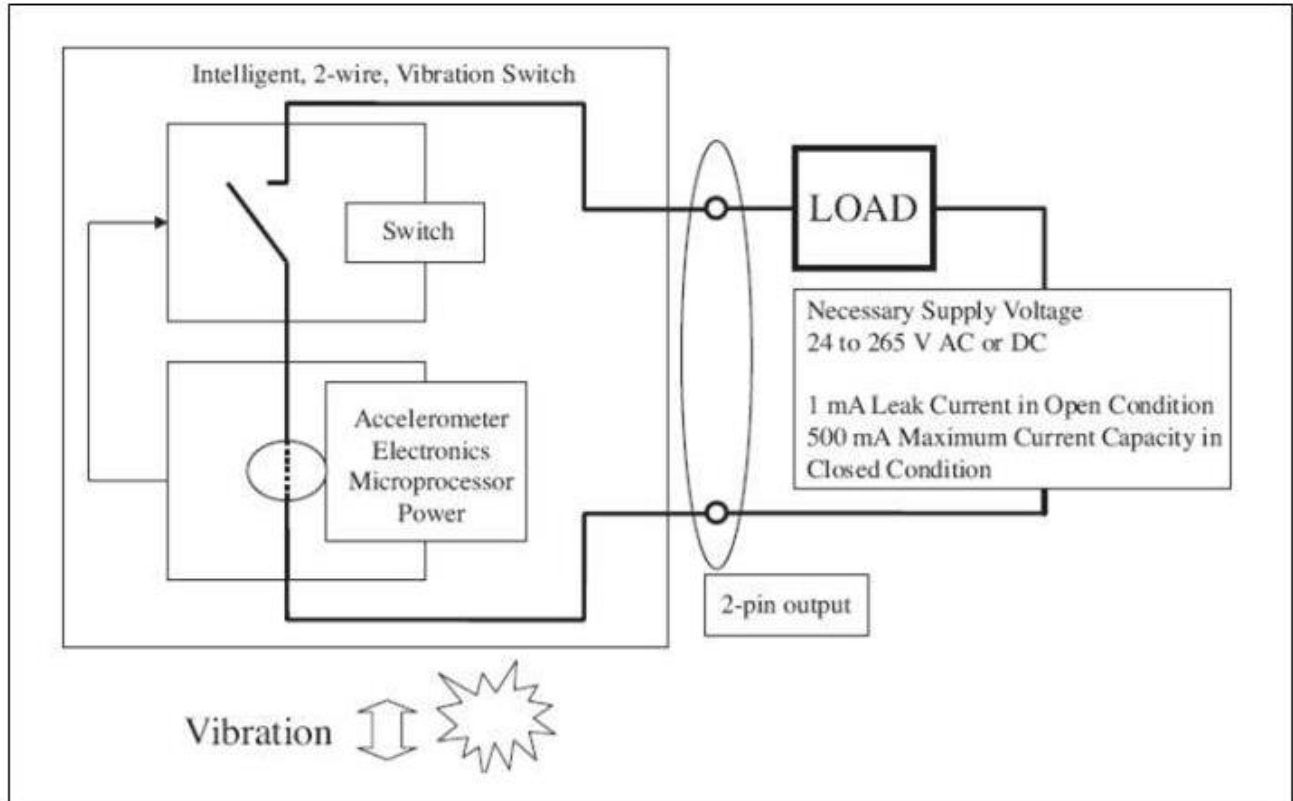 Intelligent, 2-wire, Vibration Switch
Switch
LOAD
Necessary Supply Voltage
24 to 265 V AC or DC
1 mA Leak Current in Open Condition
500 mA Maximum Current Capacity in
Closed Condition
Accelerometer
Electronics
Microprocessor
Power
2-pin output
Vibration